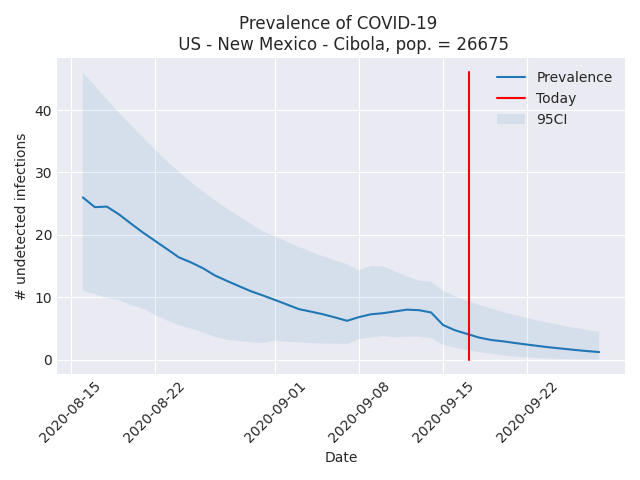 Prevalence of COVID-19
US - New Mexico - Cibola, pop. = 26675
Prevalence
Today
95CI
# undetected infections
40
30
20
10
0
2020-08-15
2020-08-22
2020-09-01
2020-09-08
2020-09-15
2020-09-22
Date